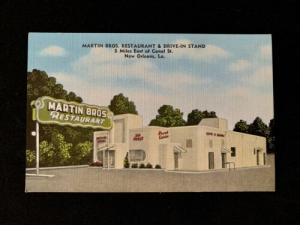 MARTIN BROS. RESTAURANT & DRIVE-IN STAND
5 Miles East of Canal St.
New Orleans, La.
MARTIN BROS
RESTAURANT